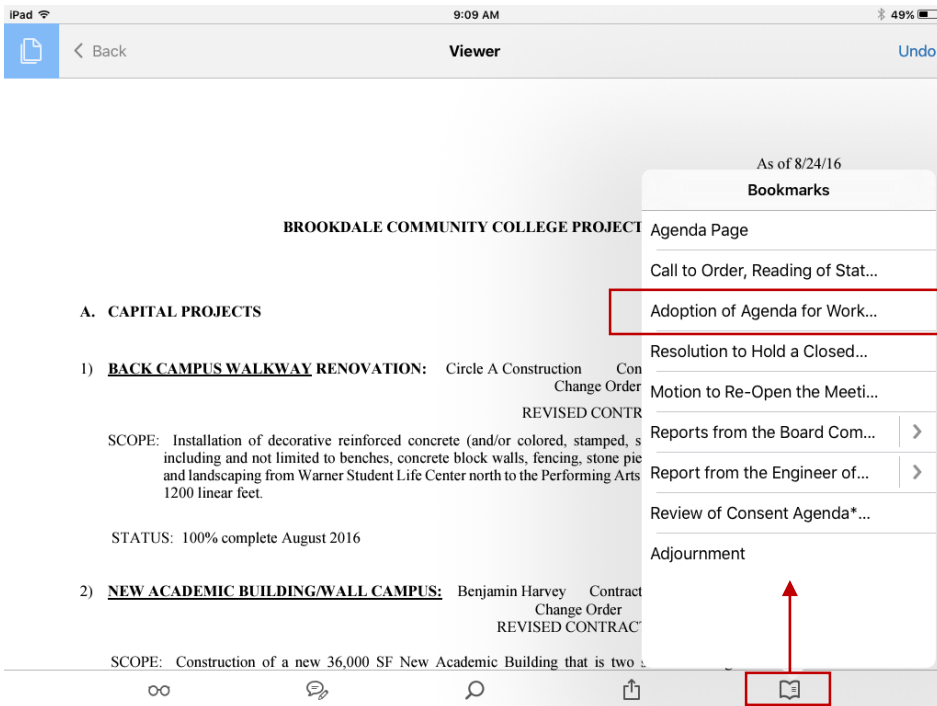 iPad 9:09 AM 49%
Back Viewer Undo
As of 8/24/16
BROOKDALE COMMUNITY COLLEGE PROJECT
A. CAPITAL PROJECTS
1) BACK CAMPUS WALKWAY RENOVATION: Circle A Construction Con
Change Order
REVISED CONTR
SCOPE: Installation of decorative reinforced concrete (and/or colored, stamped, s
including and not limited to benches, concrete block walls, fencing, stone pie
and landscaping from Warner Student Life Center north to the Performing Arts
1200 linear feet.
STATUS: 100% complete August 2016
2) NEW ACADEMIC BUILDING/WALL CAMPUS: Benjamin Harvey Contract
Change Order
REVISED CONTRAC
SCOPE: Construction of a new 36,000 SF New Academic Building that is two
Bookmarks
Agenda Page
Call to Order, Reading of Stat...
Adoption of Agenda for Work...
Resolution to Hold a Closed...
Motion to Re-Open the Meeti...
Reports from the Board Com...
Report from the Engineer of...
Review of Consent Agenda*...
Adjournment